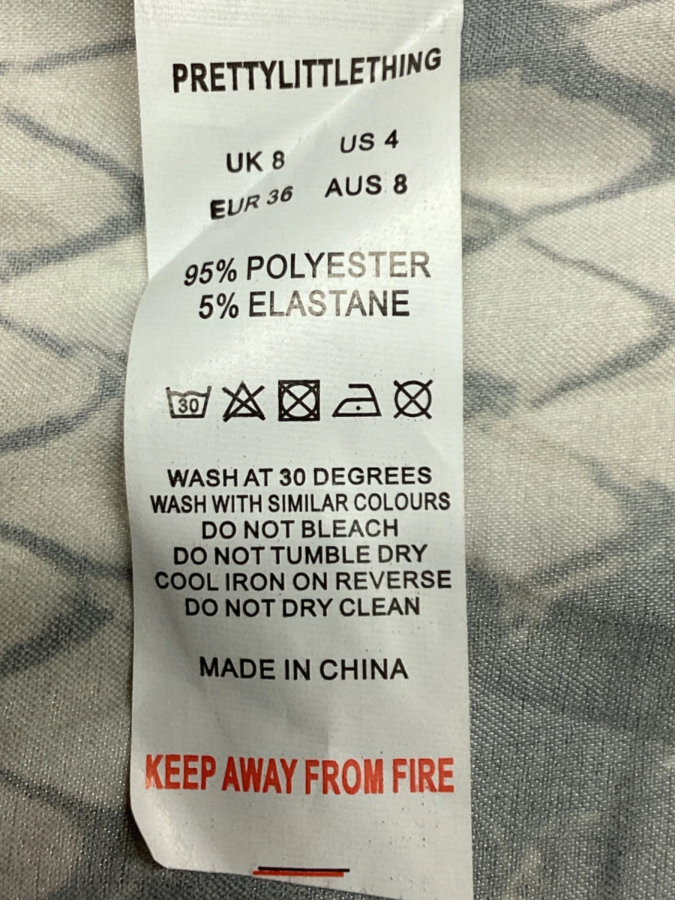 PRETTYLITTLETHING
UK 8 US 4
EUR 36 AUS 8
95% POLYESTER
5% ELASTANE
30
WASH AT 30 DEGREES
WASH WITH SIMILAR COLOURS
DO NOT BLEACH
DO NOT TUMBLE DRY
COOL IRON ON REVERSE
DO NOT DRY CLEAN
MADE IN CHINA
KEEP AWAY FROM FIRE